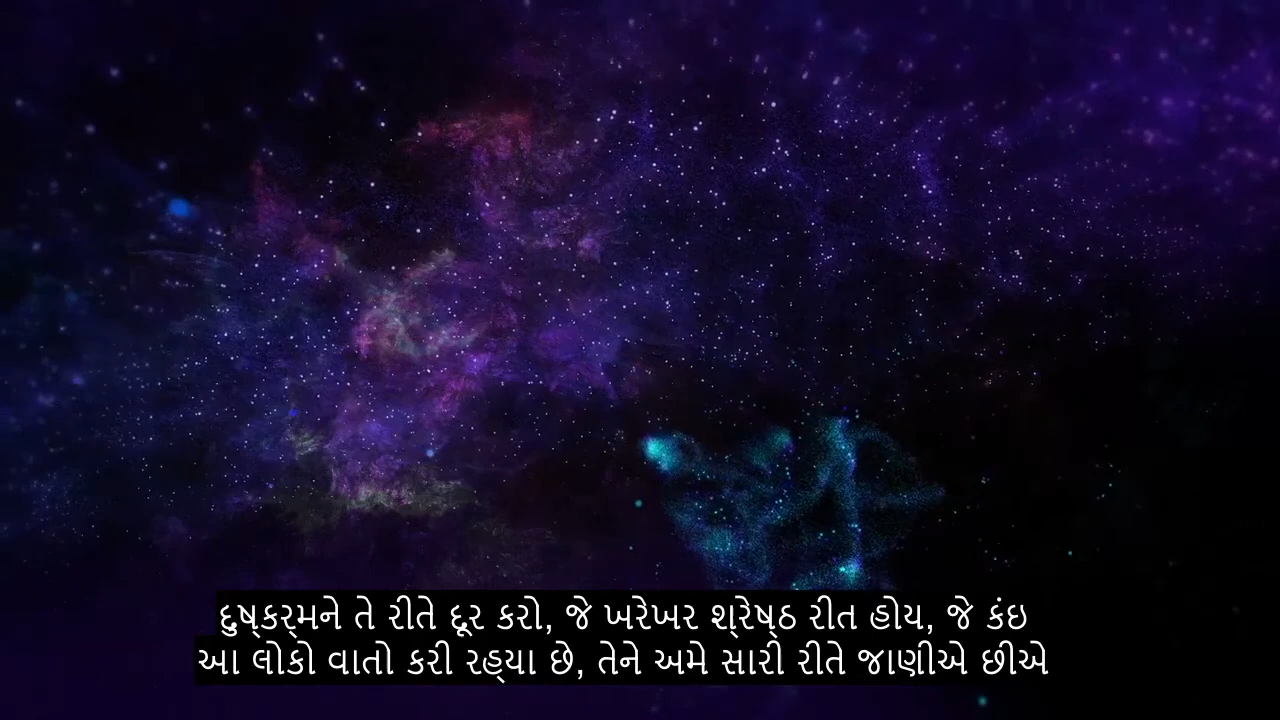 દુષ્કર્મને તે રીતે દૂર કરો, જે ખરેખર શ્રેષ્ઠ રીત હોય, જે કંઇ
આ લોકો વાતો કરી રહ્યા છે, તેને અમે સારી રીતે જાણીએ છીએ